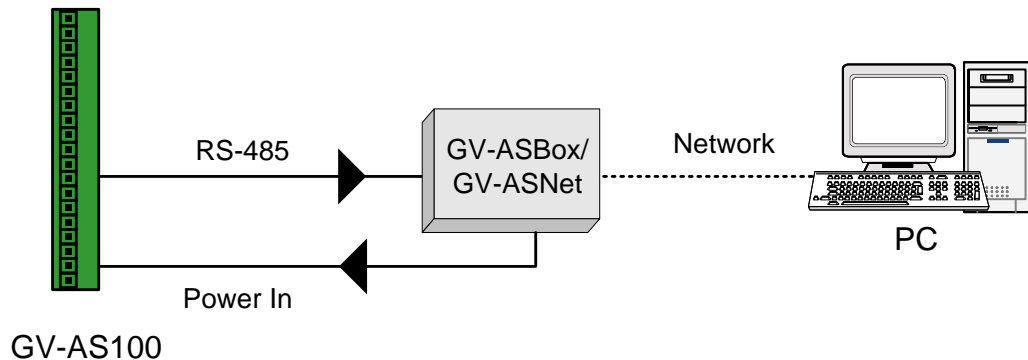 RS-485
GV-ASBox/
GV-ASNet
Network
PC
Power In
GV-AS100